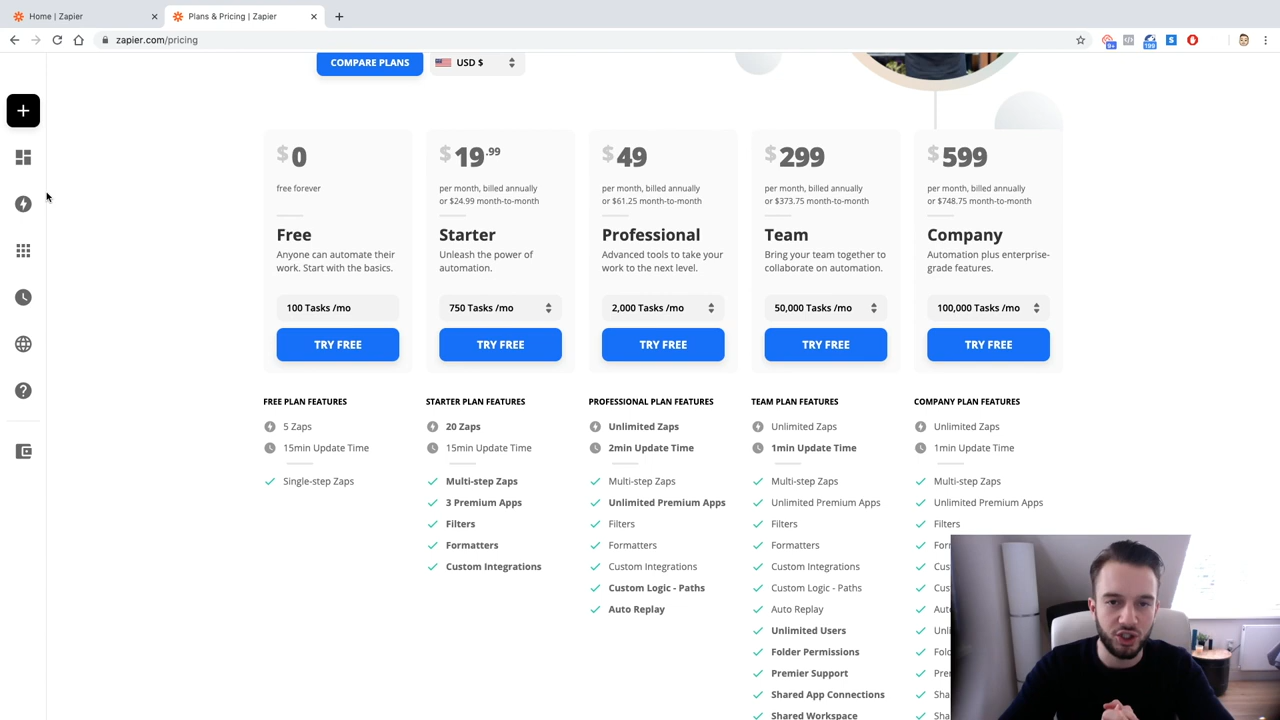 Home | Zapier
Plans & Pricing | Zapier
zapier.com/pricing
9+
199
COMPARE PLANS
USD $
$0
free forever
Free
Anyone can automate their
work. Start with the basics.
100 Tasks /mo
TRY FREE
$19.99
per month, billed annually
or $24.99 month-to-month
Starter
Unleash the power of
automation.
750 Tasks /mo
TRY FREE
$49
per month, billed annually
or $61.25 month-to-month
Professional
Advanced tools to take your
work to the next level.
2,000 Tasks /mo
TRY FREE
$299
per month, billed annually
or $373.75 month-to-month
Team
Bring your team together to
collaborate on automation.
50,000 Tasks /mo
TRY FREE
$599
per month, billed annually
or $748.75 month-to-month
Company
Automation plus enterprise-
grade features.
100,000 Tasks /mo
TRY FREE
FREE PLAN FEATURES
5 Zaps
15min Update Time
Single-step Zaps
STARTER PLAN FEATURES
20 Zaps
15min Update Time
Multi-step Zaps
3 Premium Apps
Filters
Formatters
Custom Integrations
PROFESSIONAL PLAN FEATURES
Unlimited Zaps
2min Update Time
Multi-step Zaps
Unlimited Premium Apps
Filters
Formatters
Custom Integrations
Custom Logic - Paths
Auto Replay
TEAM PLAN FEATURES
Unlimited Zaps
1min Update Time
Multi-step Zaps
Unlimited Premium Apps
Filters
Formatters
Custom Integrations
Custom Logic - Paths
Auto Replay
Unlimited Users
Folder Permissions
Premier Support
Shared App Connections
Shared Workspace
COMPANY PLAN FEATURES
Unlimited Zaps
1min Update Time
Multi-step Zaps
Unlimited Premium Apps
Filters